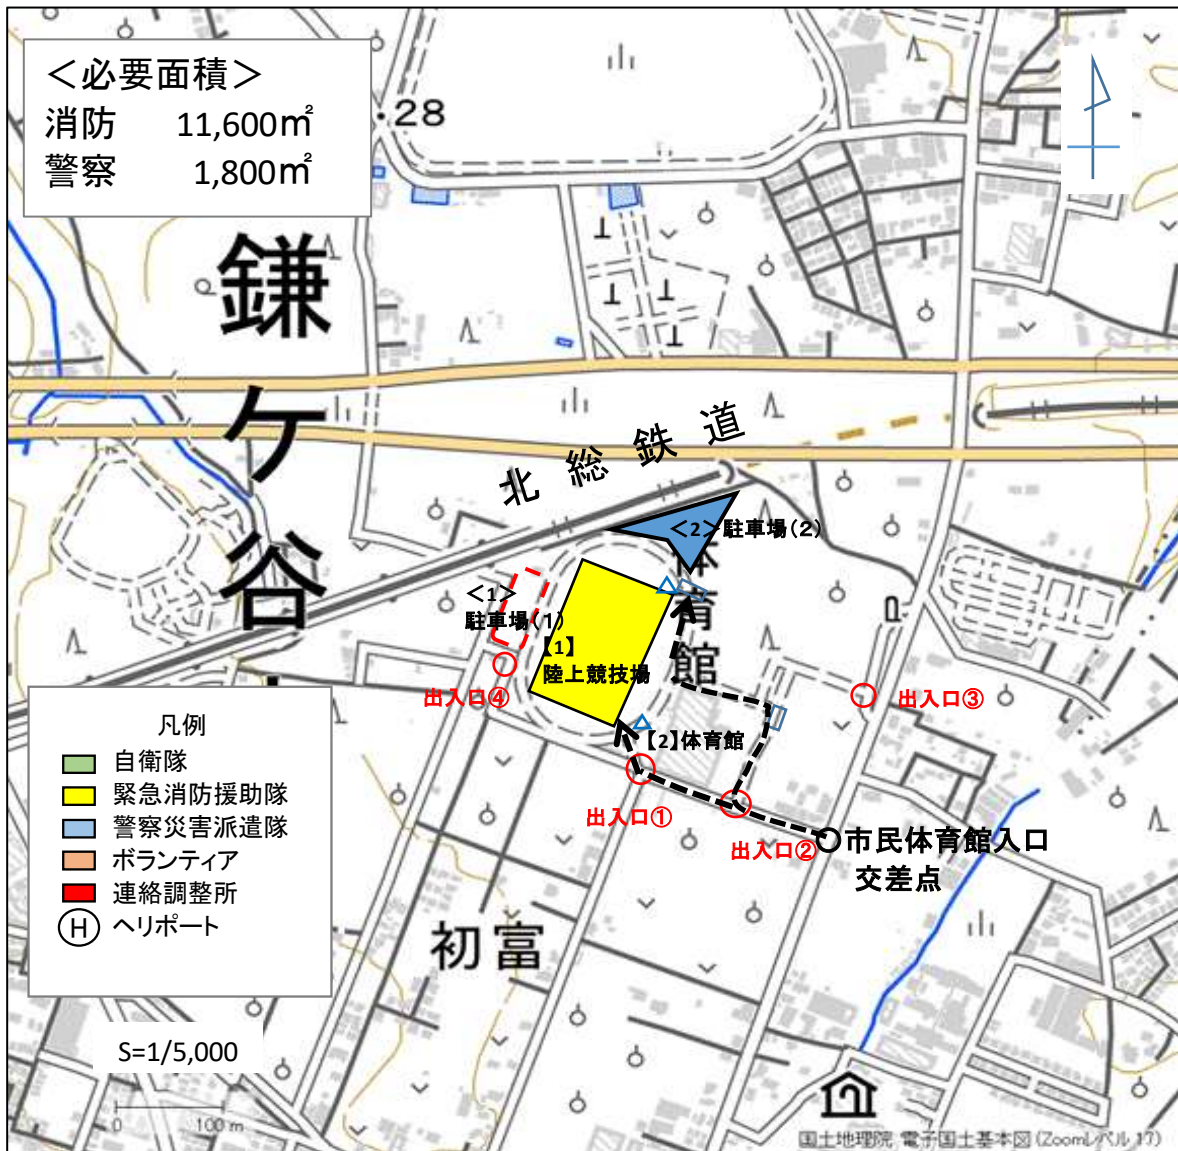 ＜必要面積＞
消防 11,600㎡
警察 1,800㎡
28
鎌
ケ
谷
北総鉄道
＜2＞駐車場(2)
体育館
＜1＞
駐車場(1)
【1】
陸上競技場
出入口④
出入口③
【2】体育館
出入口①
出入口②
市民体育館入口
交差点
初富
凡例
自衛隊
緊急消防援助隊
警察災害派遣隊
ボランティア
連絡調整所
H ヘリポート
S=1/5,000
0 100 m
国土地理院 電子国土基本図 (Zoomレベル 17)